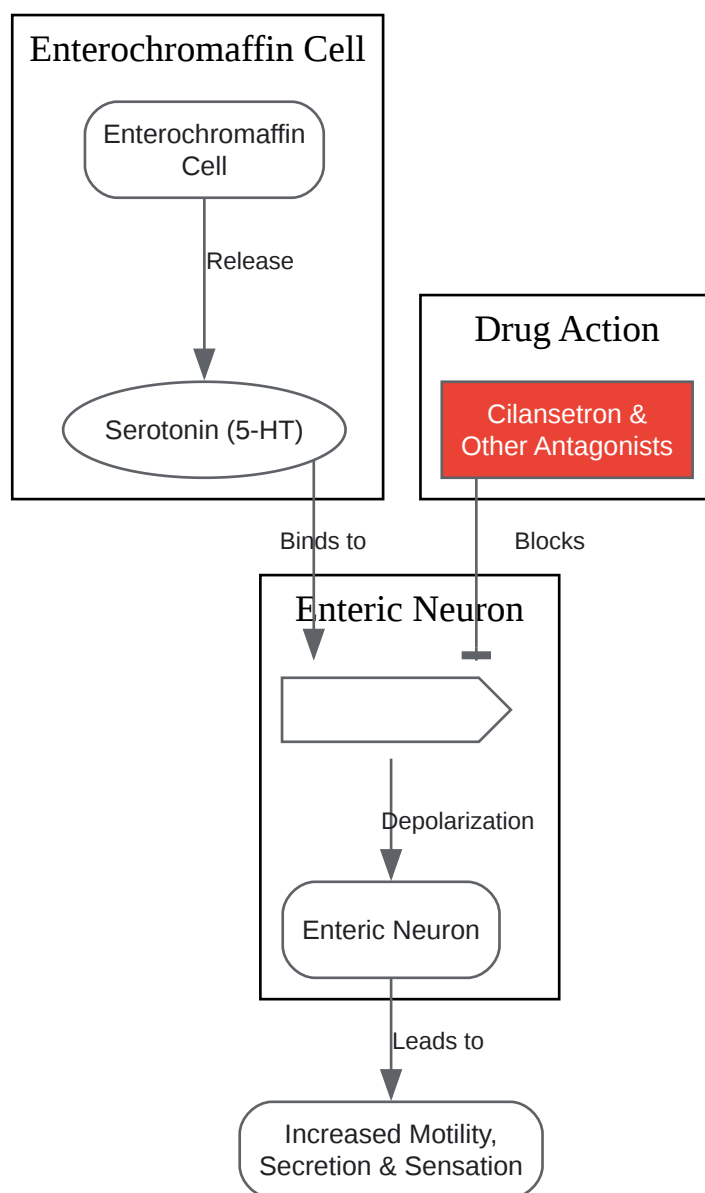 Enterochromaffin Cell
Enterochromaffin
Cell
Release
Serotonin (5-HT)
Drug Action
Cilansetron &
Other Antagonists
Binds to
Blocks
Enteric Neuron
Depolarization
Enteric Neuron
Leads to
Increased Motility,
Secretion & Sensation